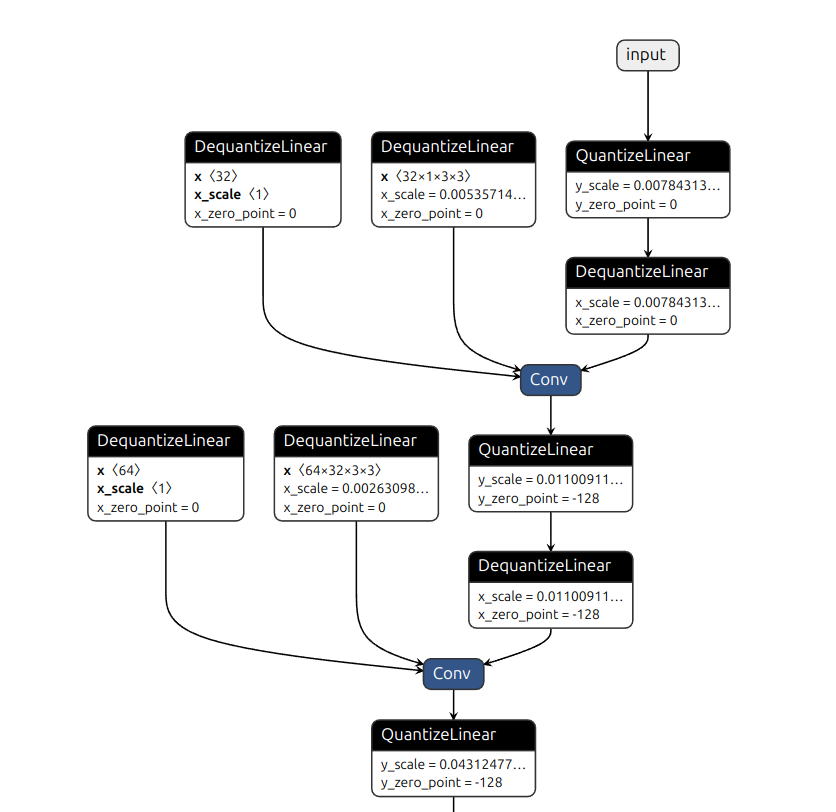 input
DequantizeLinear
x〈32〉
x_scale〈1〉
x_zero_point = 0
DequantizeLinear
x〈32×1×3×3〉
x_scale = 0.00535714…
x_zero_point = 0
QuantizeLinear
y_scale = 0.00784313…
y_zero_point = 0
DequantizeLinear
x_scale = 0.00784313…
x_zero_point = 0
Conv
DequantizeLinear
x〈64〉
x_scale〈1〉
x_zero_point = 0
DequantizeLinear
x〈64×32×3×3〉
x_scale = 0.00263098…
x_zero_point = 0
QuantizeLinear
y_scale = 0.01100911…
y_zero_point = -128
DequantizeLinear
x_scale = 0.01100911…
x_zero_point = -128
Conv
QuantizeLinear
y_scale = 0.04312477…
y_zero_point = -128